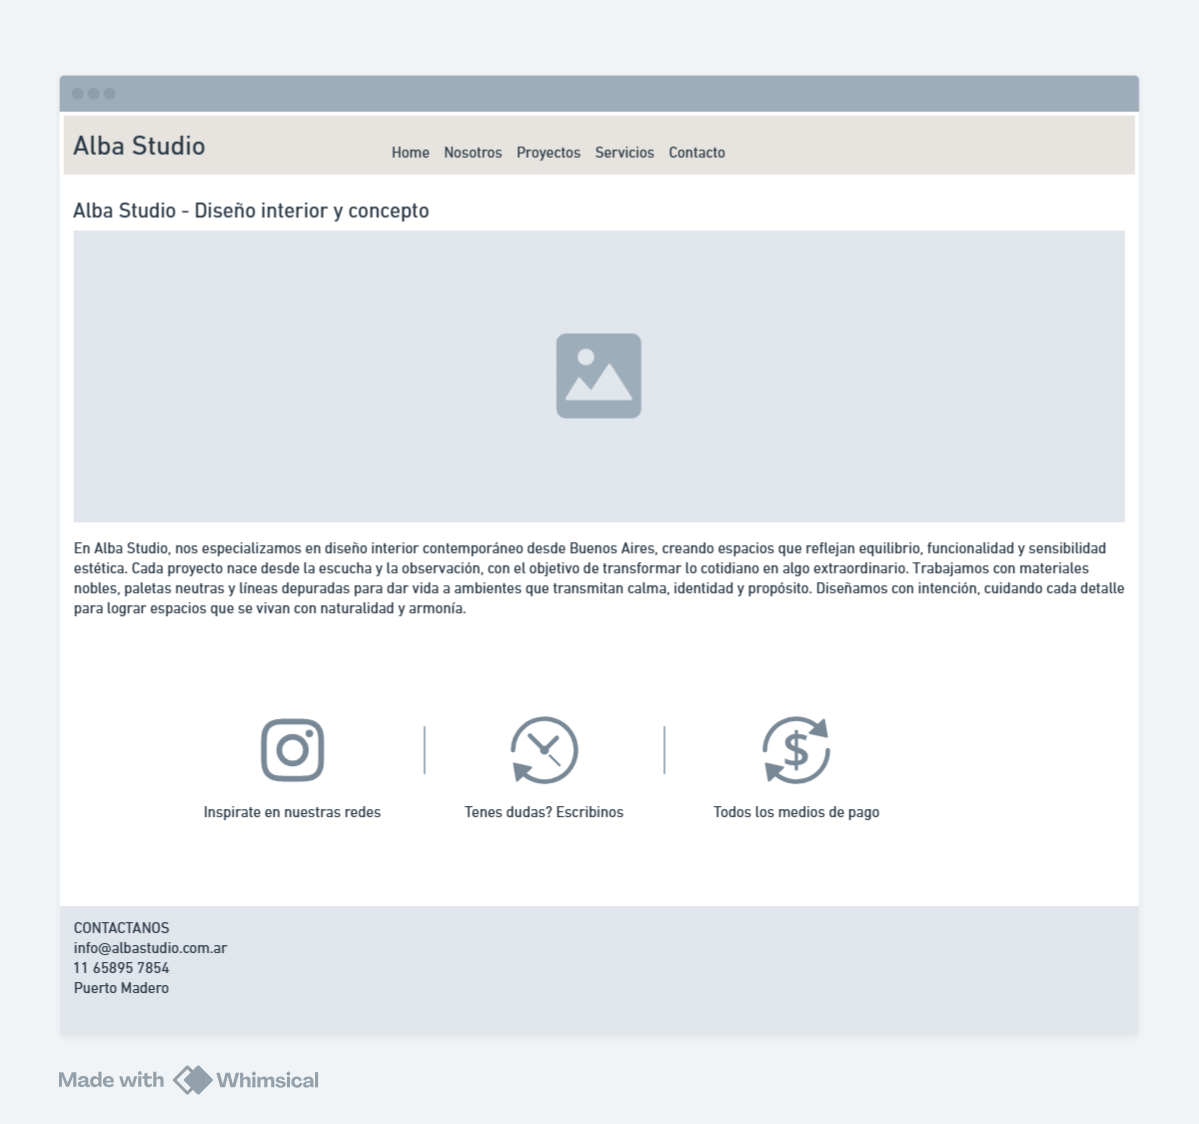 Alba Studio
Home Nosotros Proyectos Servicios Contacto
Alba Studio - Diseño interior y concepto
En Alba Studio, nos especializamos en diseño interior contemporáneo desde Buenos Aires, creando espacios que reflejan equilibrio, funcionalidad y sensibilidad
estética. Cada proyecto nace desde la escucha y la observación, con el objetivo de transformar lo cotidiano en algo extraordinario. Trabajamos con materiales
nobles, paletas neutras y líneas depuradas para dar vida a ambientes que transmitan calma, identidad y propósito. Diseñamos con intención, cuidando cada detalle
para lograr espacios que se vivan con naturalidad y armonía.
$
Inspirate en nuestras redes
Tenes dudas? Escribinos
Todos los medios de pago
CONTACTANOS
info@albastudio.com.ar
11 65895 7854
Puerto Madero
Made with Whimsical